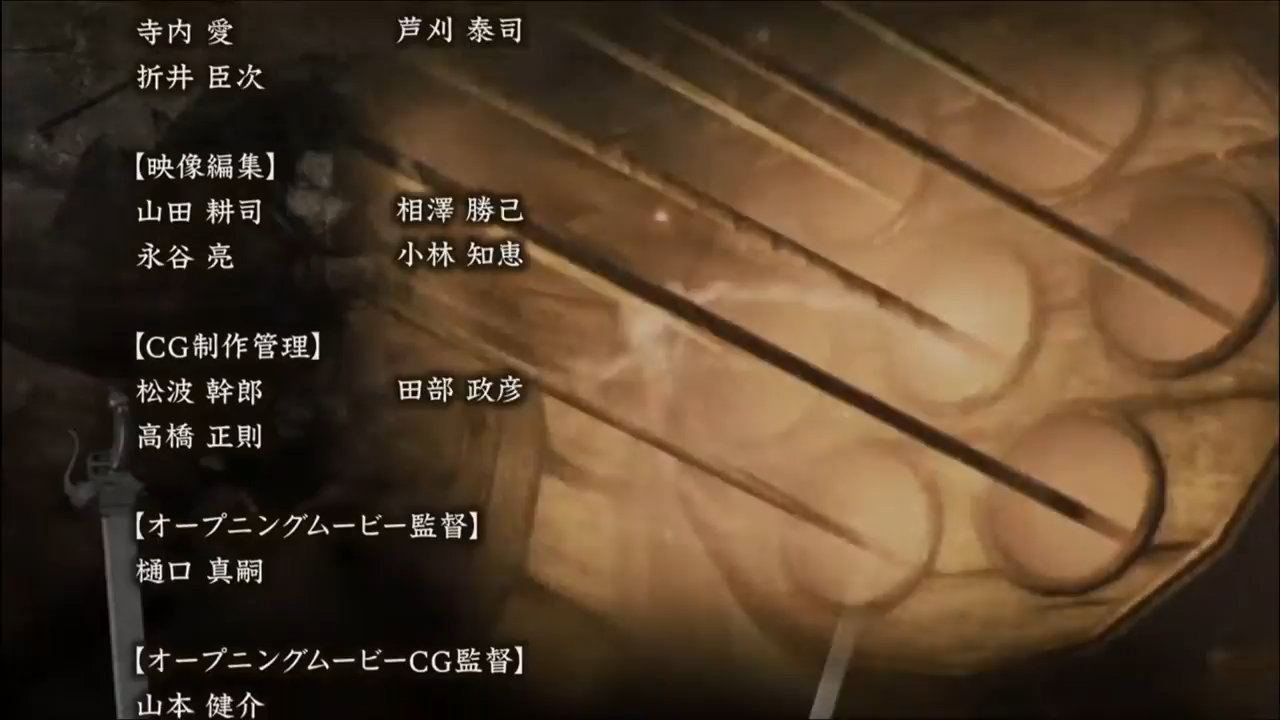 寺内 愛 芦刈 泰司
折井 臣次
【映像編集】
山田 耕司 相澤 勝己
永谷 亮 小林 知恵
【CG制作管理】
松波 幹郎 田部 政彦
高橋 正則
【オープニングムービー監督】
樋口 真嗣
【オープニングムービーCG監督】
山本 健介